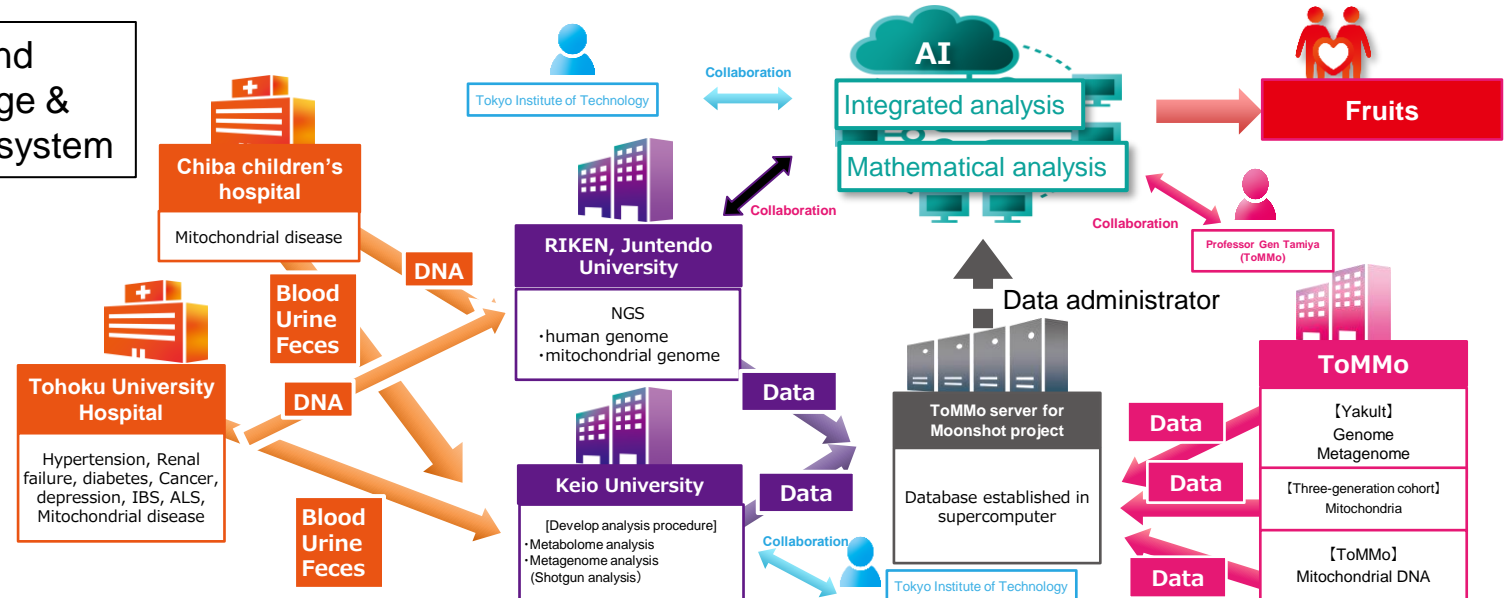 nd
ge &
system
Chiba children's
hospital
Mitochondrial disease
Tohoku University
Hospital
Hypertension, Renal
failure, diabetes, Cancer,
depression, IBS, ALS,
Mitochondrial disease
DNA
Blood
Urine
Feces
DNA
Blood
Urine
Feces
Tokyo Institute of Technology
Collaboration
RIKEN, Juntendo
University
NGS
・human genome
・mitochondrial genome
Collaboration
Keio University
[Develop analysis procedure]
・Metabolome analysis
・Metagenome analysis
(Shotgun analysis）
Data
Data
Collaboration
Tokyo Institute of Technology
AI
Integrated analysis
Mathematical analysis
Fruits
Collaboration
Professor Gen Tamiya
(ToMMo)
Data administrator
ToMMo server for
Moonshot project
Database established in
supercomputer
Data
Data
Data
ToMMo
【Yakult】
Genome
Metagenome
【Three-generation cohort】
Mitochondria
【ToMMo】
Mitochondrial DNA